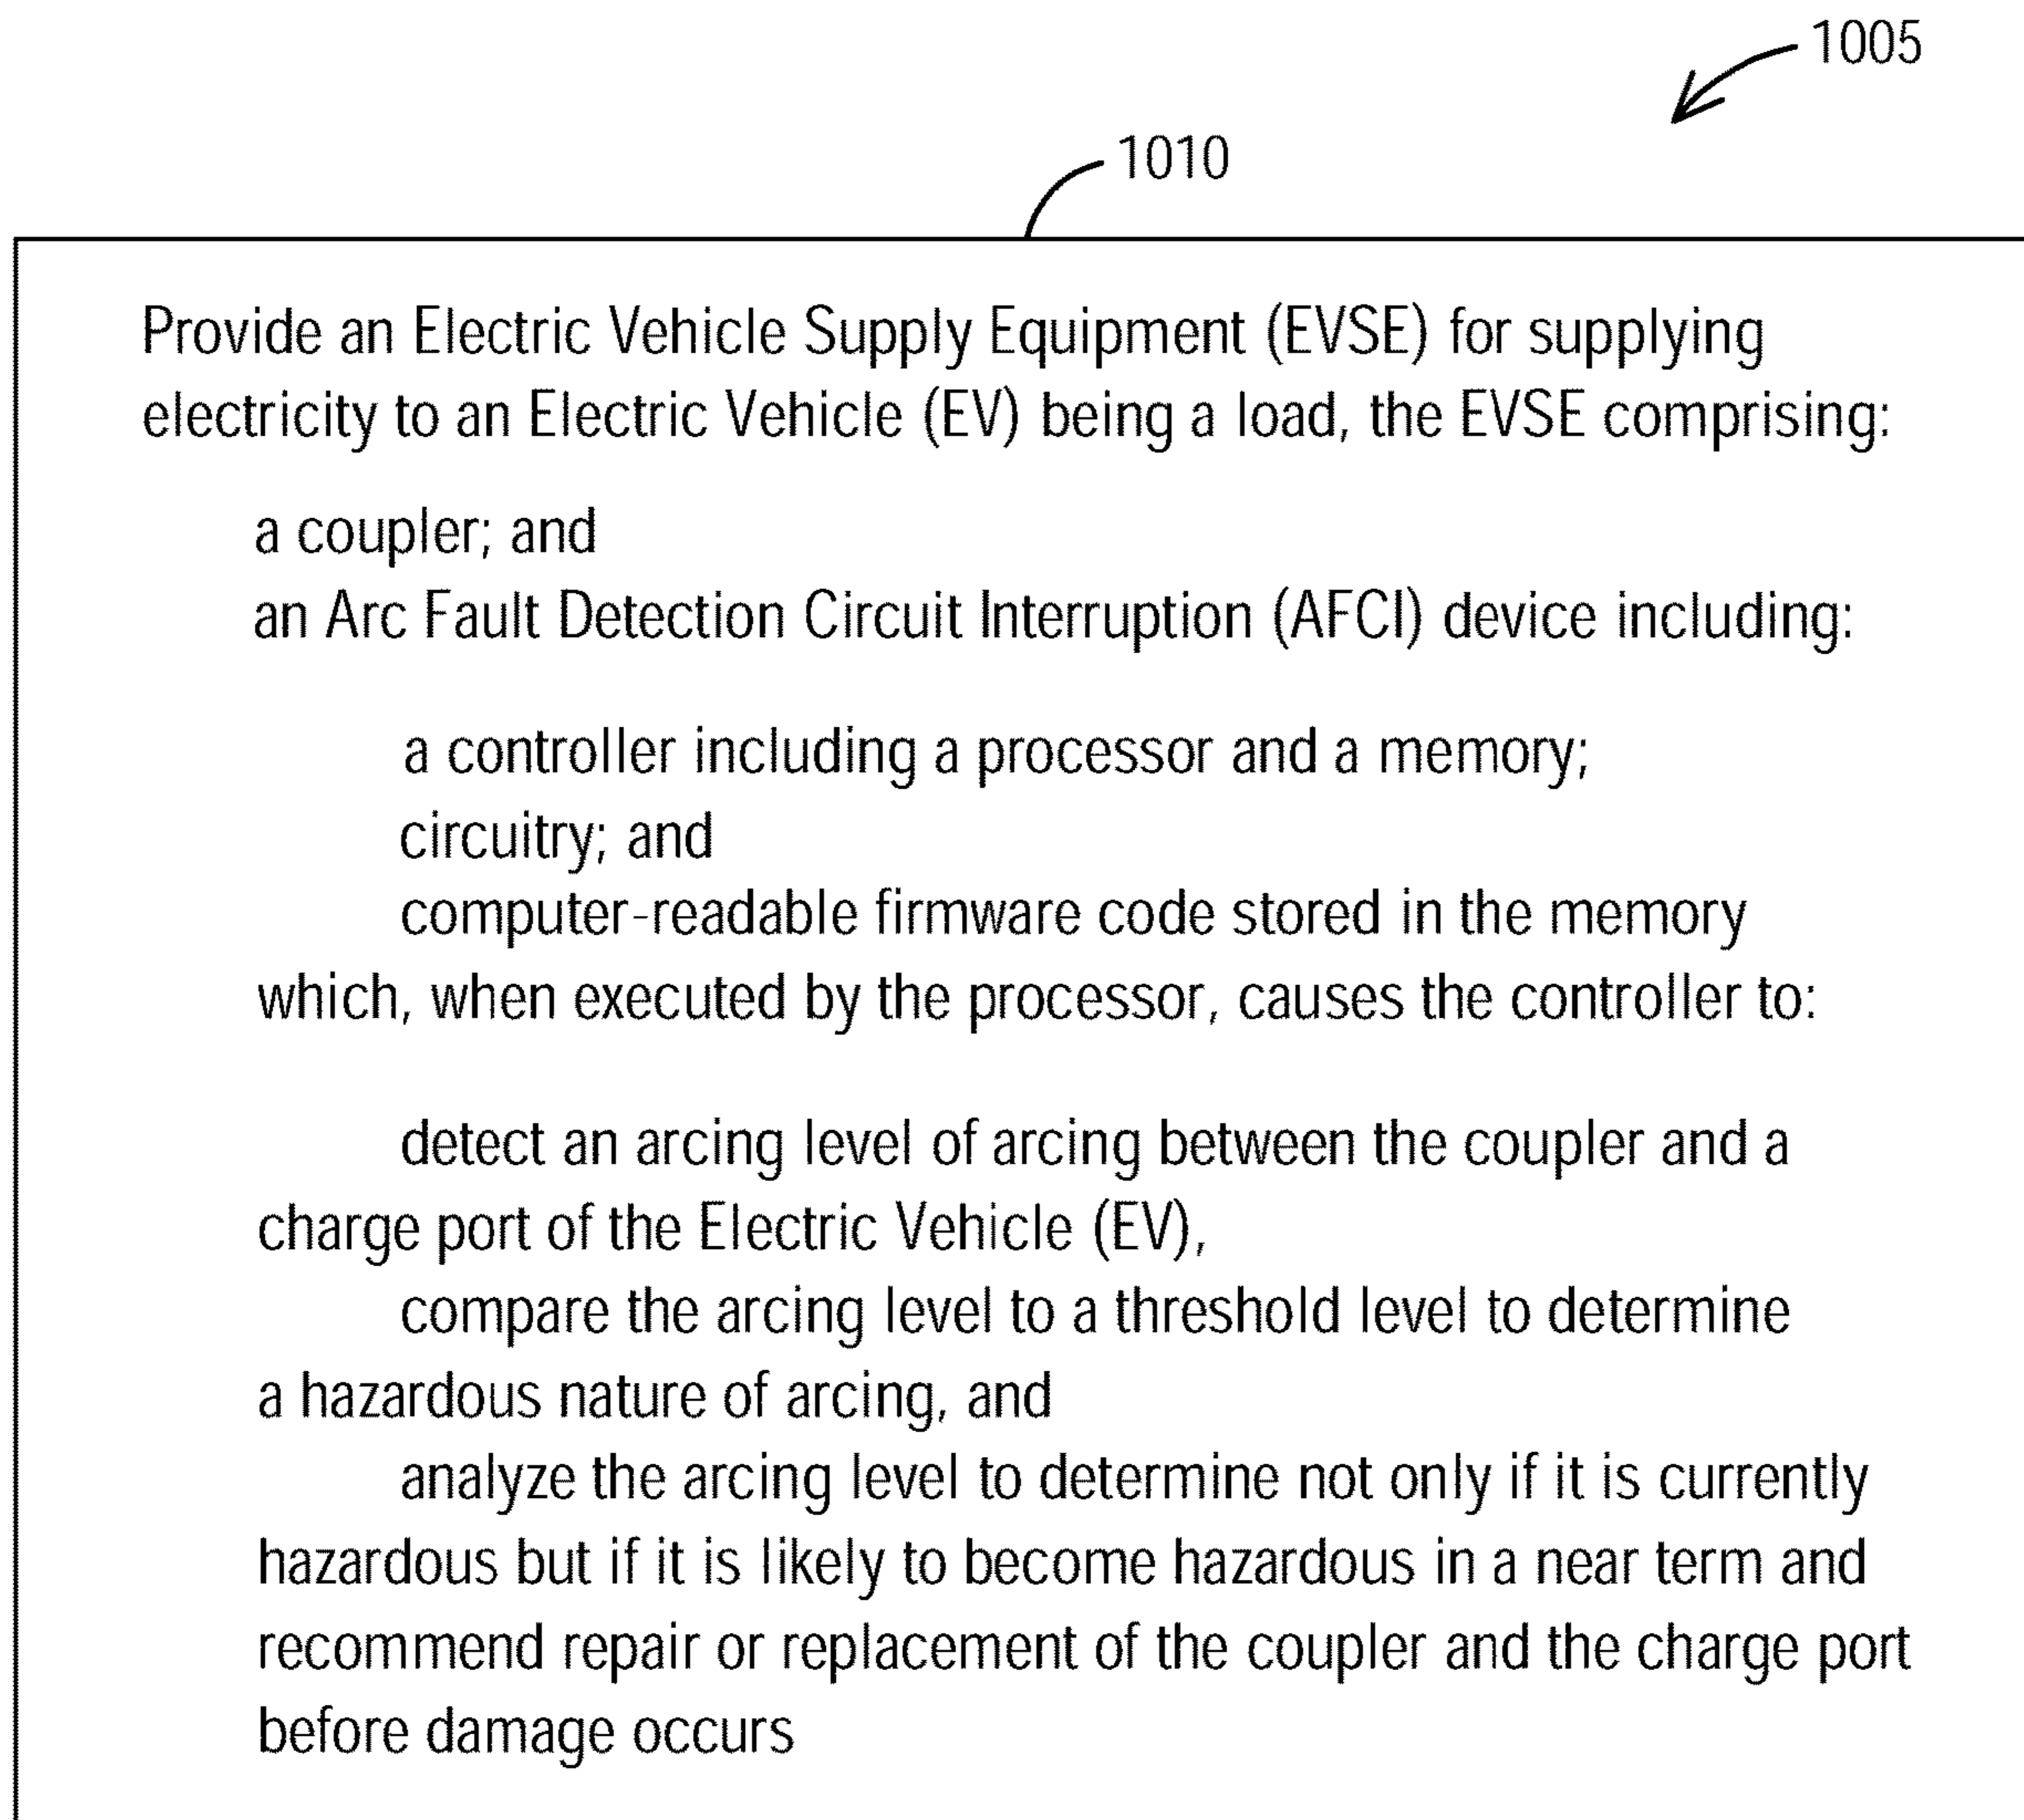 1005
1010
Provide an Electric Vehicle Supply Equipment (EVSE) for supplying
electricity to an Electric Vehicle (EV) being a load, the EVSE comprising:
a coupler; and
an Arc Fault Detection Circuit Interruption (AFCI) device including:
a controller including a processor and a memory;
circuitry; and
computer-readable firmware code stored in the memory
which, when executed by the processor, causes the controller to:
detect an arcing level of arcing between the coupler and a
charge port of the Electric Vehicle (EV),
compare the arcing level to a threshold level to determine
a hazardous nature of arcing, and
analyze the arcing level to determine not only if it is currently
hazardous but if it is likely to become hazardous in a near term and
recommend repair or replacement of the coupler and the charge port
before damage occurs